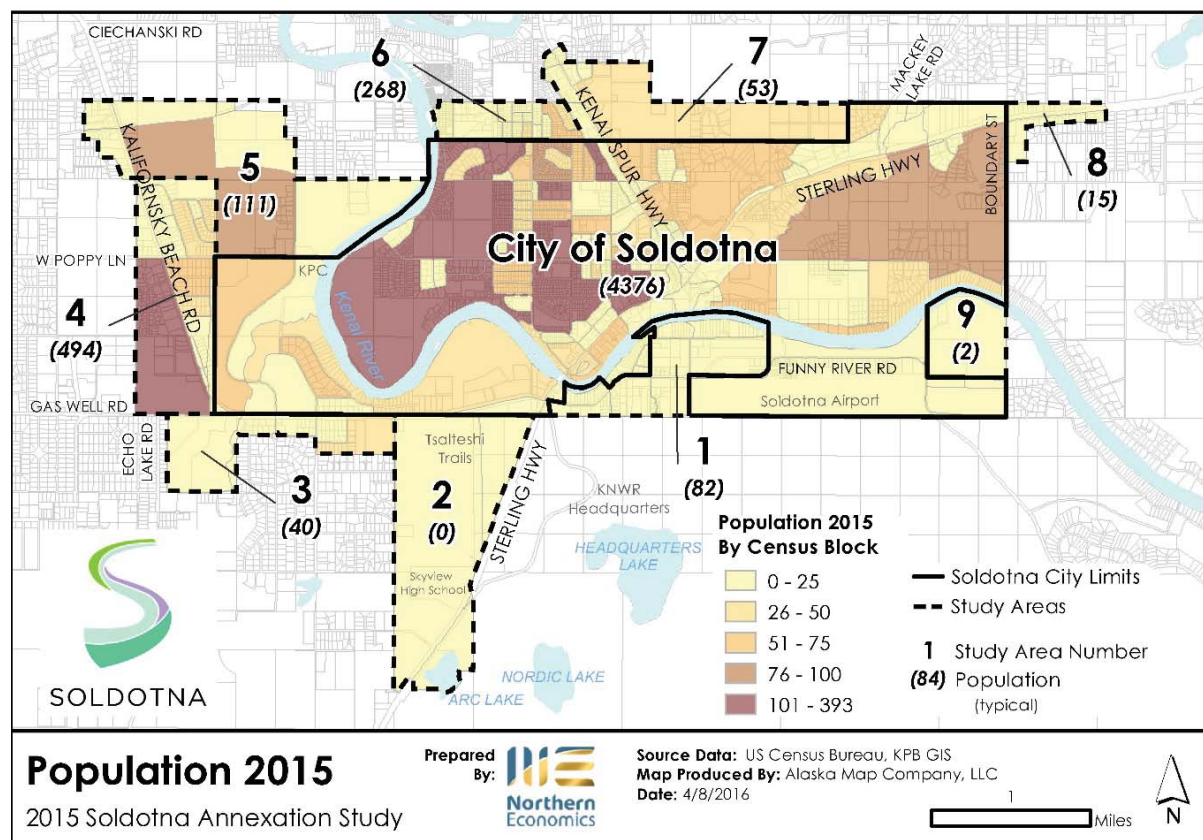 CIECHANSKI RD
6
(268)
7
(53)
MACKEY
LAKE RD
KENAI SPUR HWY
KALIFORNSKY BEACH RD
5
(111)
STERLING HWY
BOUNDARY ST
8
(15)
W POPPY LN
KPC
City of Soldotna
(4376)
4
(494)
Kenai River
9
(2)
FUNNY RIVER RD
GAS WELL RD
Soldotna Airport
ECHO
LAKE RD
Tsalteshi
Trails
1
(82)
3
(40)
2
(0)
STERLING HWY
KNWR
Headquarters
HEADQUARTERS
LAKE
Skyview
High School
NORDIC LAKE
ARC LAKE
SOLDOTNA
Population 2015
By Census Block
0 - 25
26 - 50
51 - 75
76 - 100
101 - 393
Soldotna City Limits
Study Areas
1 Study Area Number
(84) Population
(typical)
Population 2015
2015 Soldotna Annexation Study
Prepared
By:
Northern
Economics
Source Data: US Census Bureau, KPB GIS
Map Produced By: Alaska Map Company, LLC
Date: 4/8/2016
1
Miles
N